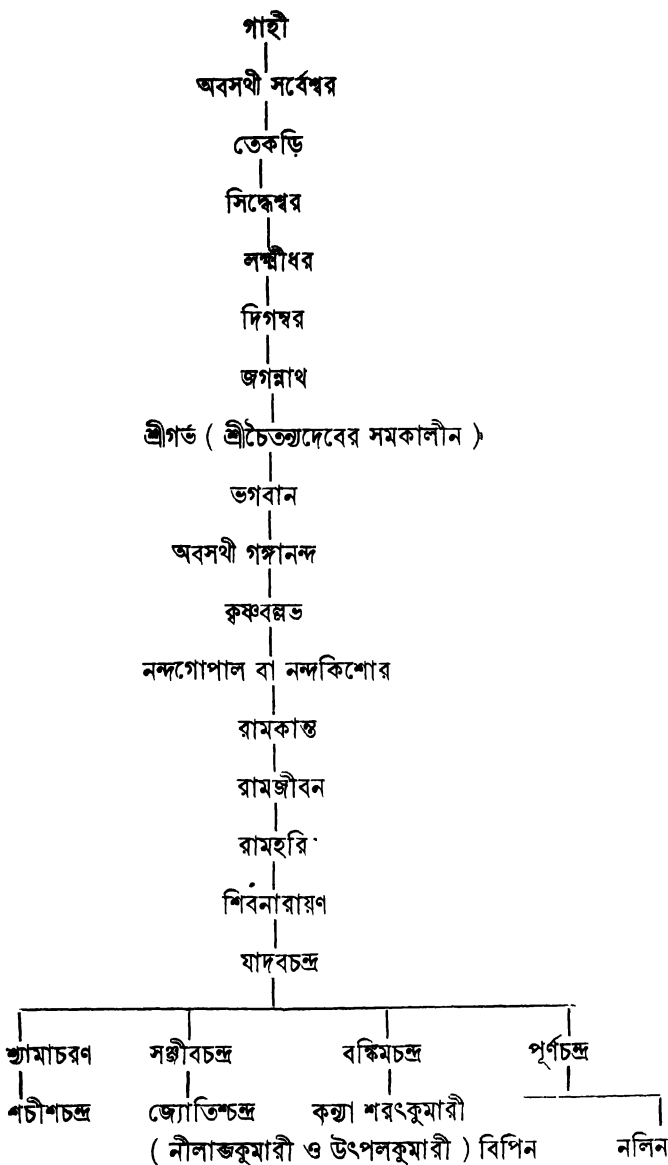 গাহী
অবসথী সর্বেশ্বর
তেকড়ি
সিদ্ধেশ্বর
লক্ষ্মীধর
দিগম্বর
জগন্নাথ
শ্রীগর্ভ ( শ্রীচৈতন্যদেবের সমকালীন )
ভগবান
অবসথী গঙ্গানন্দ
কৃষ্ণবল্লভ
নন্দগোপাল বা নন্দকিশোর
রামকান্ত
রামজীবন
রামহরি
শিবনারায়ণ
যাদবচন্দ্র
শ্যামাচরণ সঞ্জীবচন্দ্র বঙ্কিমচন্দ্র পূর্ণচন্দ্র
শচীশচন্দ্র জ্যোতিশ্চন্দ্র কন্যা শরৎকুমারী
( নীলাব্জকুমারী ও উৎপলকুমারী ) বিপিন নলিন